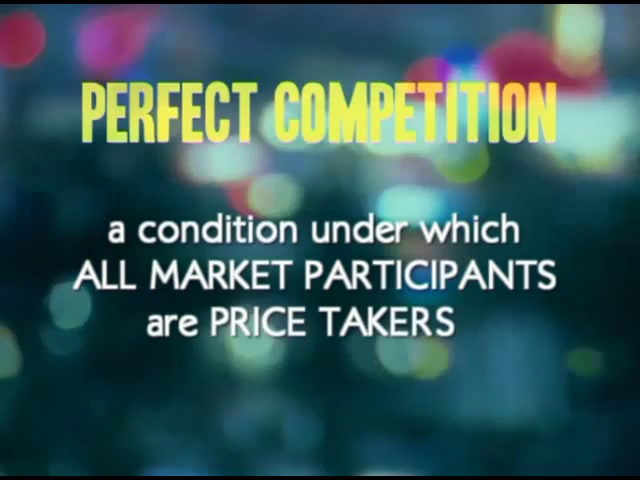 PERFECT COMPETITION
a condition under which
ALL MARKET PARTICIPANTS
are PRICE TAKERS